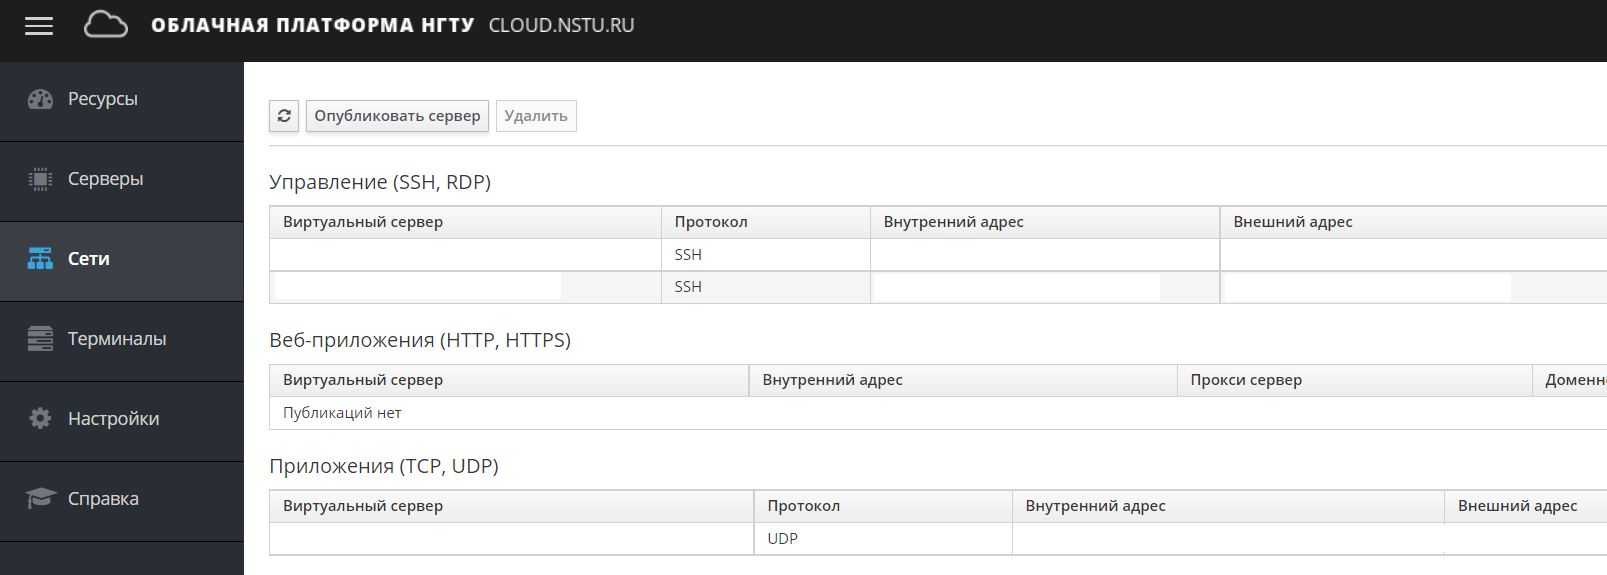 ОБЛАЧНАЯ ПЛАТФОРМА НГТУ CLOUD.NSTU.RU
Ресурсы
Серверы
Сети
Терминалы
Настройки
Справка
Опубликовать сервер Удалить
Управление (SSH, RDP)
Виртуальный сервер Протокол Внутренний адрес Внешний адрес
SSH
SSH
Веб-приложения (HTTP, HTTPS)
Виртуальный сервер Внутренний адрес Прокси сервер
Публикаций нет
Приложения (TCP, UDP)
Виртуальный сервер Протокол Внутренний адрес Внешний адрес
UDP